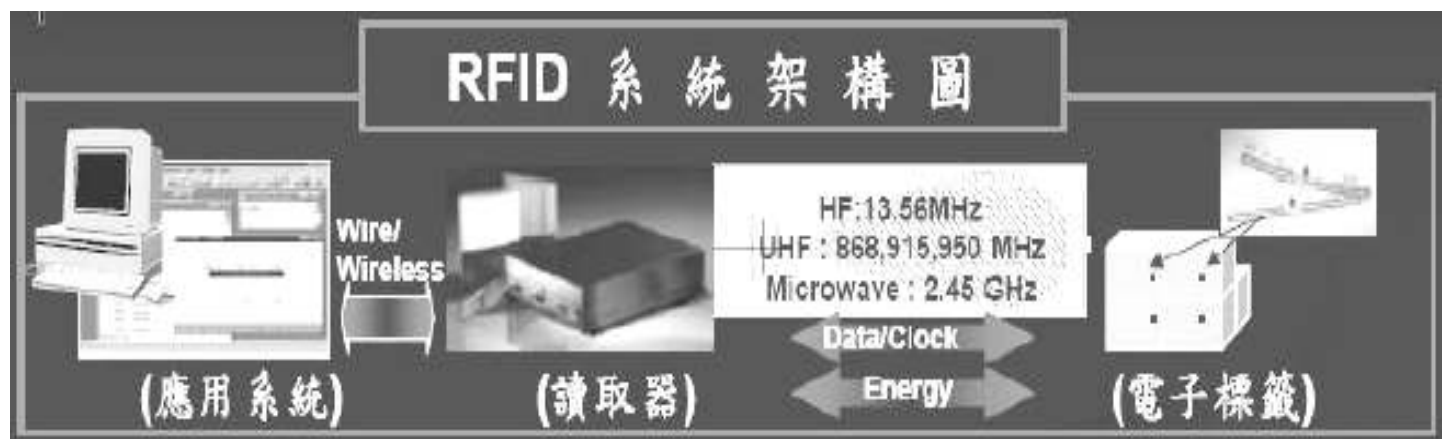 RFID 系統架構圖
Wire/
Wireless
HF:13.56MHz
UHF : 868,915,950 MHz
Microwave : 2.45 GHz
Data/Clock
Energy
(應用系統)
(讀取器)
(電子標籤)